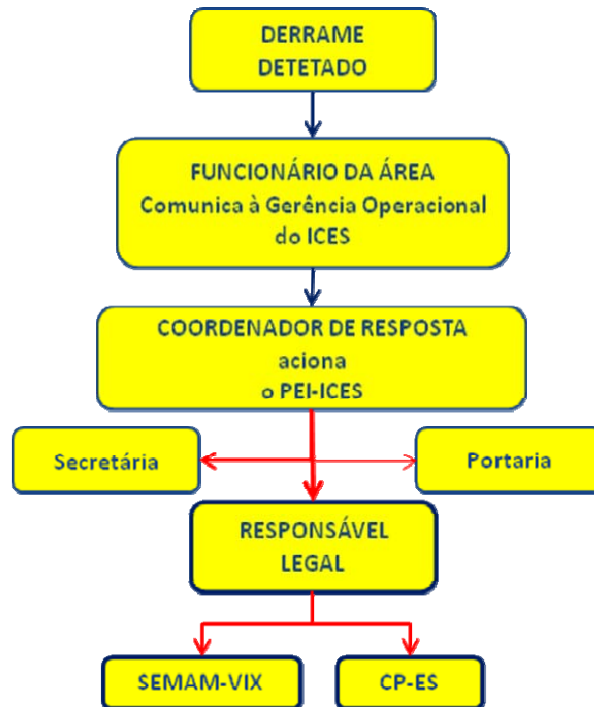 DERRAME
DETETADO
FUNCIONÁRIO DA ÁREA
Comunica à Gerência Operacional
do ICES
COORDENADOR DE RESPOSTA
aciona
o PEI-ICES
Secretária
Portaria
RESPONSÁVEL
LEGAL
SEMAM-VIX
CP-ES